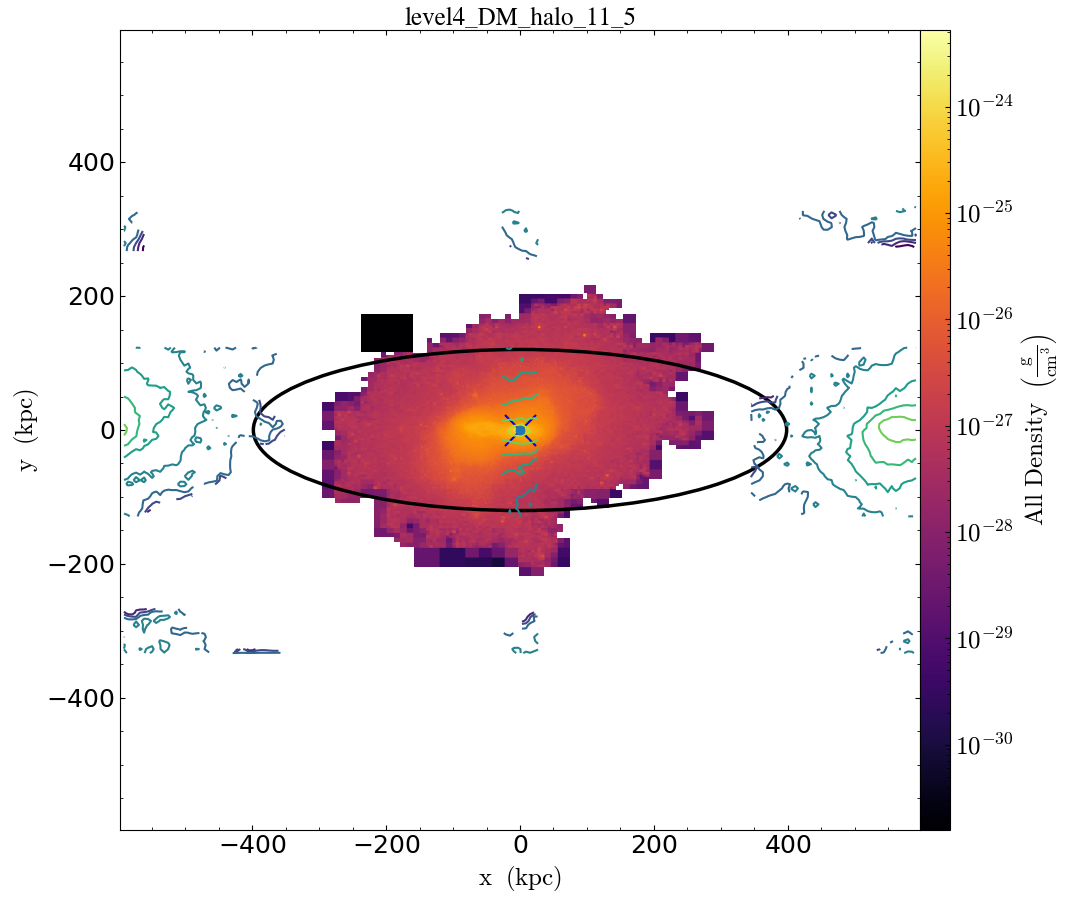 level4_DM_halo_11_5
400
200
0
−200
−400
y (kpc)
−400 −200 0 200 400
x (kpc)
10^{−24}
10^{−25}
10^{−26}
10^{−27}
10^{−28}
10^{−29}
10^{−30}
All Density (g/cm^3)